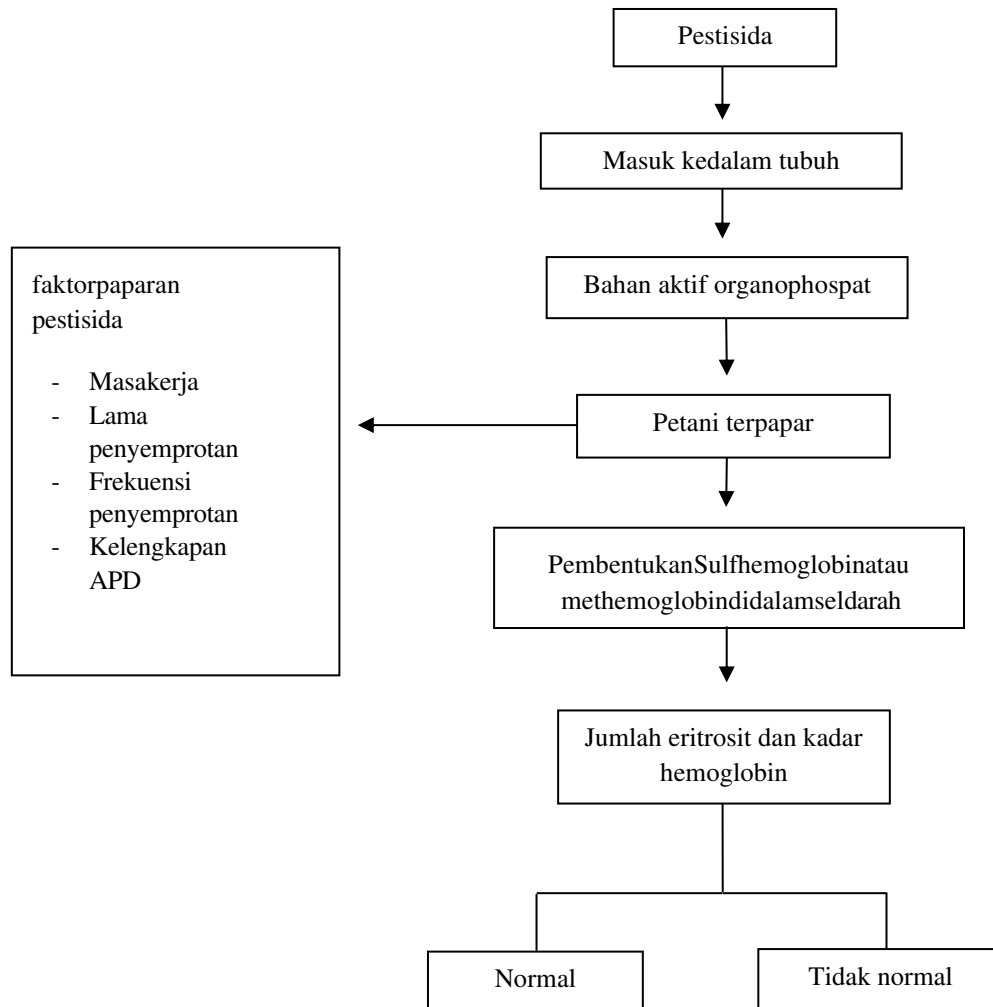 Pestisida
Masuk kedalam tubuh
Bahan aktif organophospat
faktorpaparan
pestisida
- Masakerja
- Lama
penyemprotan
- Frekuensi
penyemprotan
- Kelengkapan
APD
Petani terpapar
PembentukanSulfhemoglobinatau
methemoglobindidalamseldarah
Jumlah eritrosit dan kadar
hemoglobin
Normal
Tidak normal